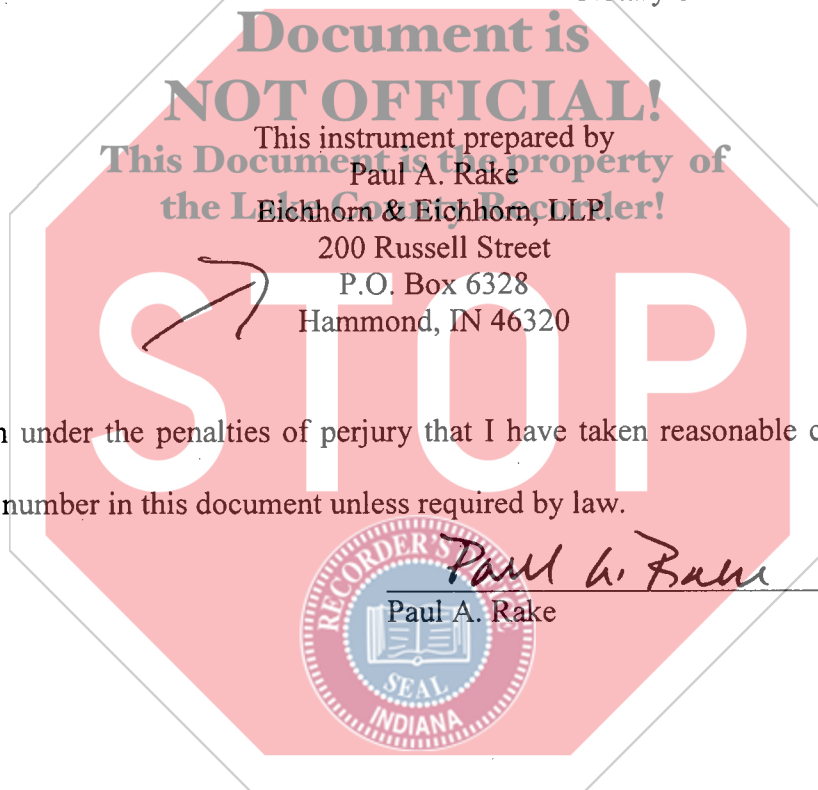 Document is
NOT OFFICIAL!
This Document is the property of
the Lake County Recorder!
This instrument prepared by
Paul A. Rake
Eichhorn & Eichhorn, LLP.
200 Russell Street
P.O. Box 6328
Hammond, IN 46320
under the penalties of perjury that I have taken reasonable
number in this document unless required by law.
Paul A. Rake
Paul A. Rake
STOP
RECORDER'S OFFICE
SEAL
INDIANA